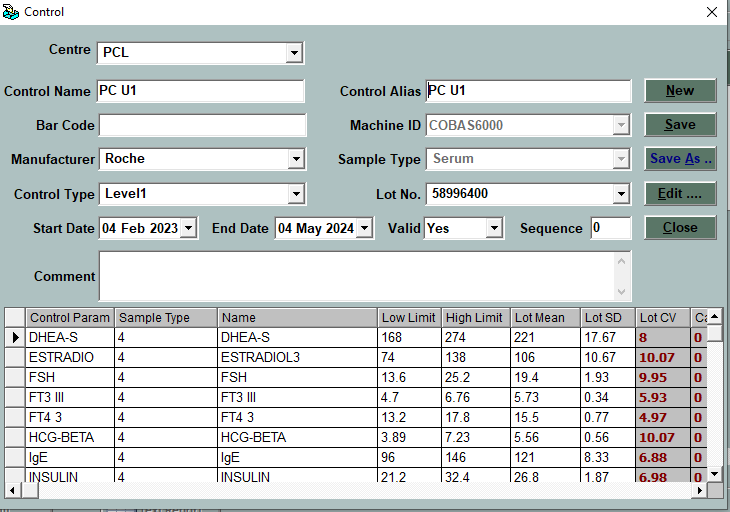 Control
Centre PCL
Control Name PC U1 Control Alias PC U1 New
Bar Code Machine ID COBAS6000 Save
Manufacturer Roche Sample Type Serum Save As ..
Control Type Level1 Lot No. 58996400 Edit ....
Start Date 04 Feb 2023 End Date 04 May 2024 Valid Yes Sequence 0 Close
Comment
Control Param Sample Type Name Low Limit High Limit Lot Mean Lot SD Lot CV Ca
DHEA-S 4 DHEA-S 168 274 221 17.67 8 0
ESTRADIO 4 ESTRADIOL3 74 138 106 10.67 10.07 0
FSH 4 FSH 13.6 25.2 19.4 1.93 9.95 0
FT3 III 4 FT3 III 4.7 6.76 5.73 0.34 5.93 0
FT4 3 4 FT4 3 13.2 17.8 15.5 0.77 4.97 0
HCG-BETA 4 HCG-BETA 3.89 7.23 5.56 0.56 10.07 0
IgE 4 IgE 96 146 121 8.33 6.88 0
INSULIN 4 INSULIN 21.2 32.4 26.8 1.87 6.98 0